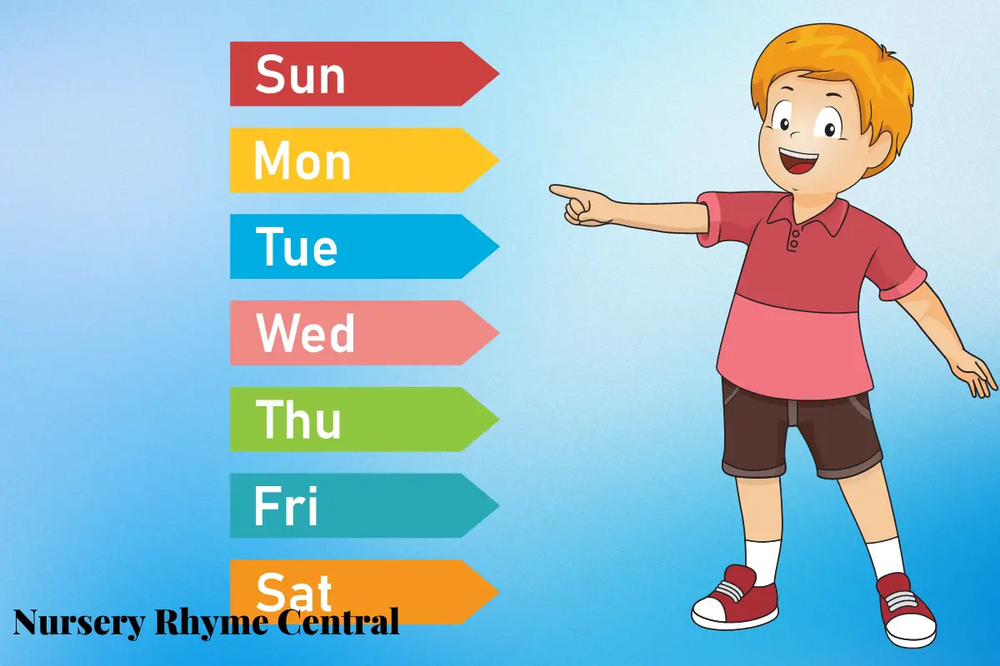 Sun
Mon
Tue
Wed
Thu
Fri
Sat
Nursery Rhyme Central